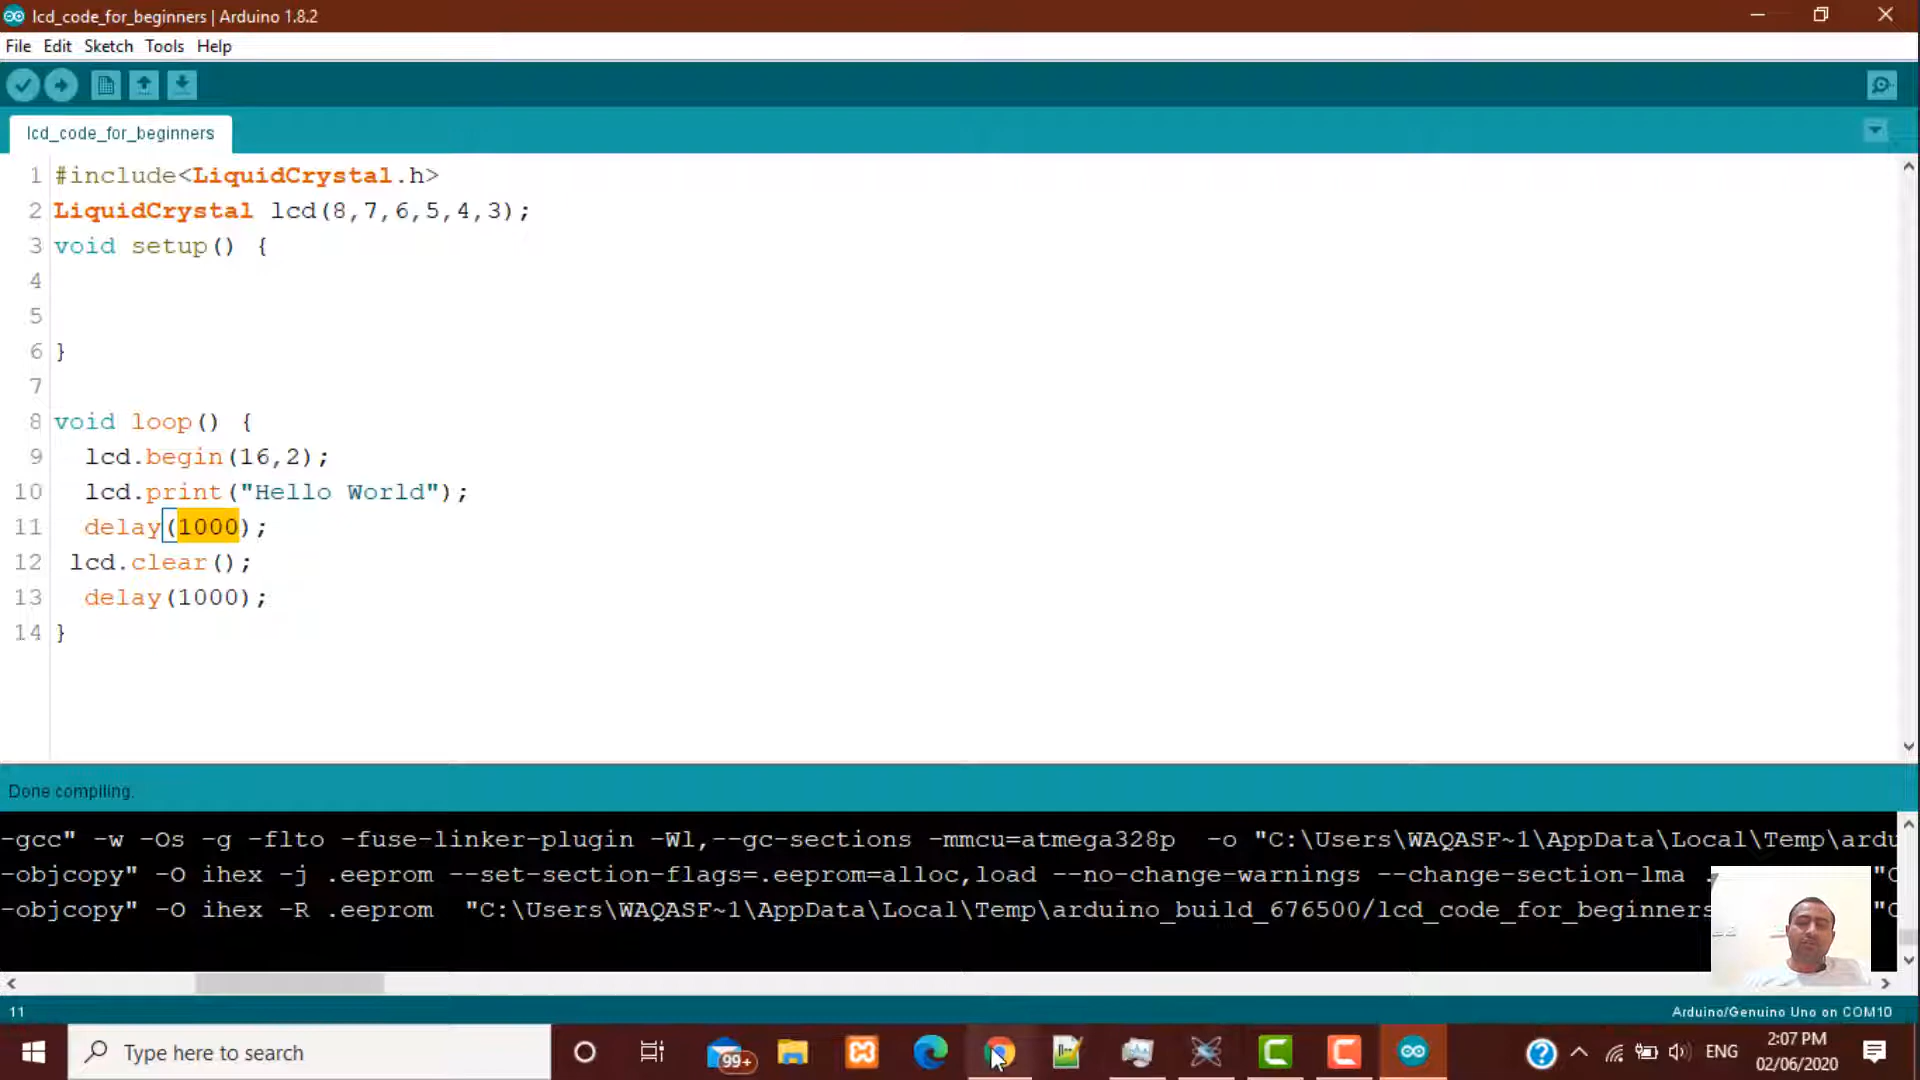 lcd_code_for_beginners | Arduino 1.8.2
File Edit Sketch Tools Help
lcd_code_for_beginners
1 #include<LiquidCrystal.h>
2 LiquidCrystal lcd(8,7,6,5,4,3);
3 void setup() {
4
5
6 }
7
8 void loop() {
9 lcd.begin(16,2);
10 lcd.print("Hello World");
11 delay(1000);
12 lcd.clear();
13 delay(1000);
14 }
Done compiling.
-gcc" -w -Os -g -flto -fuse-linker-plugin -Wl,--gc-sections -mmcu=atmega328p -o "C:\Users\WAQASF~1\AppData\Local\Temp\ardu
-objcopy" -O ihex -j .eeprom --set-section-flags=.eeprom=alloc,load --no-change-warnings --change-section-lma . "C
-objcopy" -O ihex -R .eeprom "C:\Users\WAQASF~1\AppData\Local\Temp\arduino_build_676500/lcd_code_for_beginners "C
11
Arduino/Genuino Uno on COM10
Type here to search
99+
ENG
2:07 PM
02/06/2020